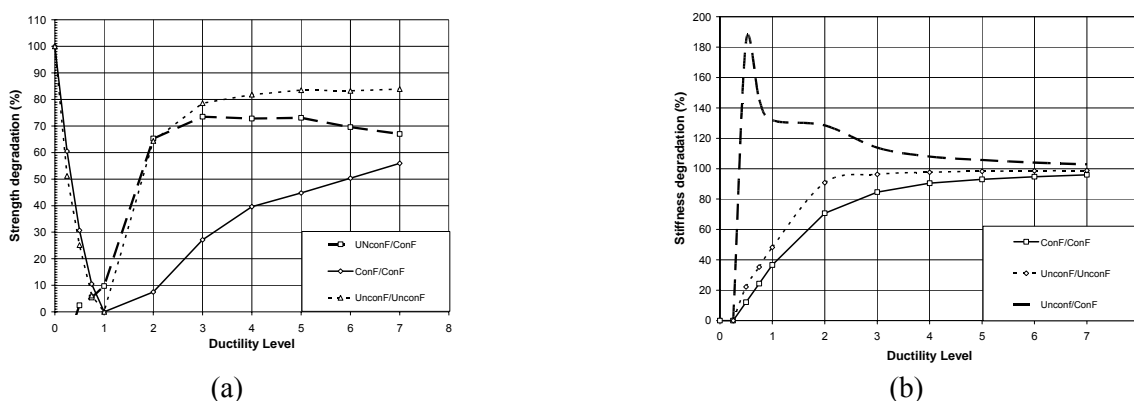 110
100
90
80
70
60
50
40
30
20
10
0
0 1 2 3 4 5 6 7 8
Strength degradation (%)
Ductility Level
UNconF/ConF
ConF/ConF
UnconF/UnconF
(a)
200
180
160
140
120
100
80
60
40
20
0
0 1 2 3 4 5 6 7
Stiffness degradation (%)
Ductility Level
ConF/ConF
UnconF/UnconF
Unconf/ConF
(b)